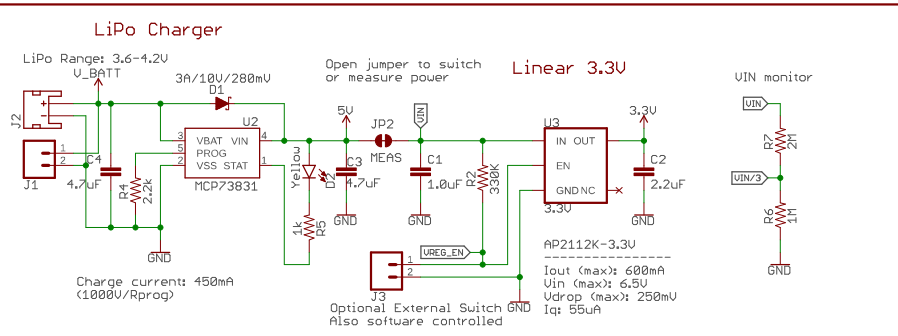 LiPo Charger
LiPo Range: 3.6-4.2V
V_BATT
3A/10V/280mV
D1
J2
+
-
J1
1
2
C4
4.7uF
R4
2.2k
U2
3 VBAT VIN 4
5 PROG
2 VSS STAT 1
MCP73831
GND
Charge current: 450mA
(1000V/Rprog)
Yellow
D2
1k
R5
Open jumper to switch
or measure power
5V
JP2
MEAS
C3
4.7uF
GND
VIN
C1
1.0uF
GND
R2
330K
VREG_EN
J3
1
2
Optional External Switch
Also software controlled
GND
Linear 3.3V
U3
IN OUT
EN
GND NC
3.3V
3.3V
C2
2.2uF
GND
AP2112K-3.3V
--------------------
Iout (max): 600mA
Vin (max): 6.5V
Vdrop (max): 250mV
Iq: 55uA
VIN monitor
VIN
R7
2M
VIN/3
R6
1M
GND